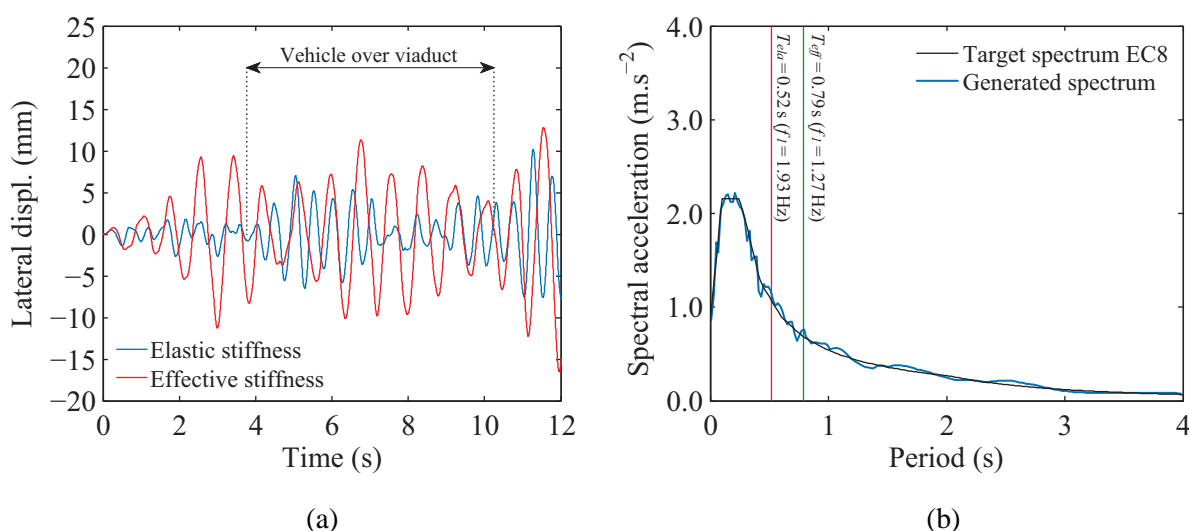 25
20
15
10
5
0
−5
−10
−15
−20
Lateral displ. (mm)
Vehicle over viaduct
Elastic stiffness
Effective stiffness
0 2 4 6 8 10 12
Time (s)
(a)
4.0
3.0
2.0
1.0
0.0
Spectral acceleration (m.s−2)
Tela = 0.52 s (f1 = 1.93 Hz)
Teff = 0.79 s (f1 = 1.27 Hz)
Target spectrum EC8
Generated spectrum
0 1 2 3 4
Period (s)
(b)